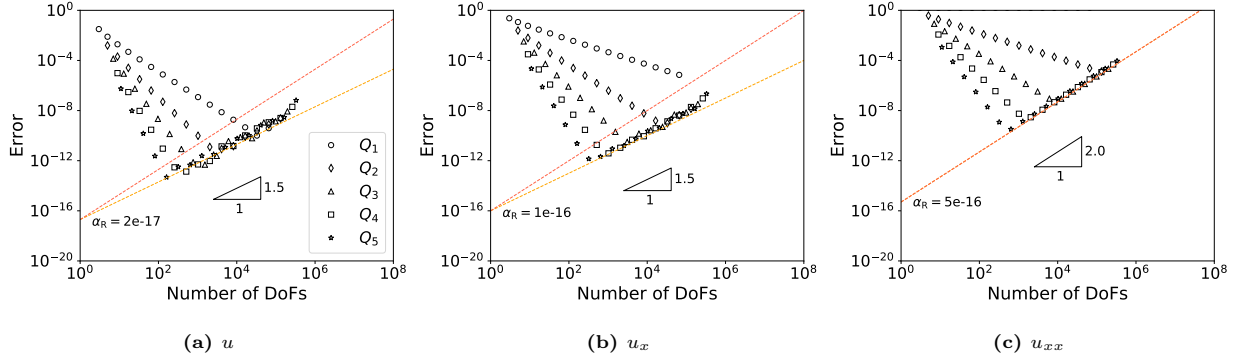 Error
10^0
10^-4
10^-8
10^-12
10^-16
10^-20
Q_1
Q_2
Q_3
Q_4
Q_5
1.5
1
α_R = 2e-17
10^0 10^2 10^4 10^6 10^8
Number of DoFs
(a) u
Error
10^0
10^-4
10^-8
10^-12
10^-16
10^-20
1.5
1
α_R = 1e-16
10^0 10^2 10^4 10^6 10^8
Number of DoFs
(b) u_x
Error
10^0
10^-4
10^-8
10^-12
10^-16
10^-20
2.0
1
α_R = 5e-16
10^0 10^2 10^4 10^6 10^8
Number of DoFs
(c) u_xx